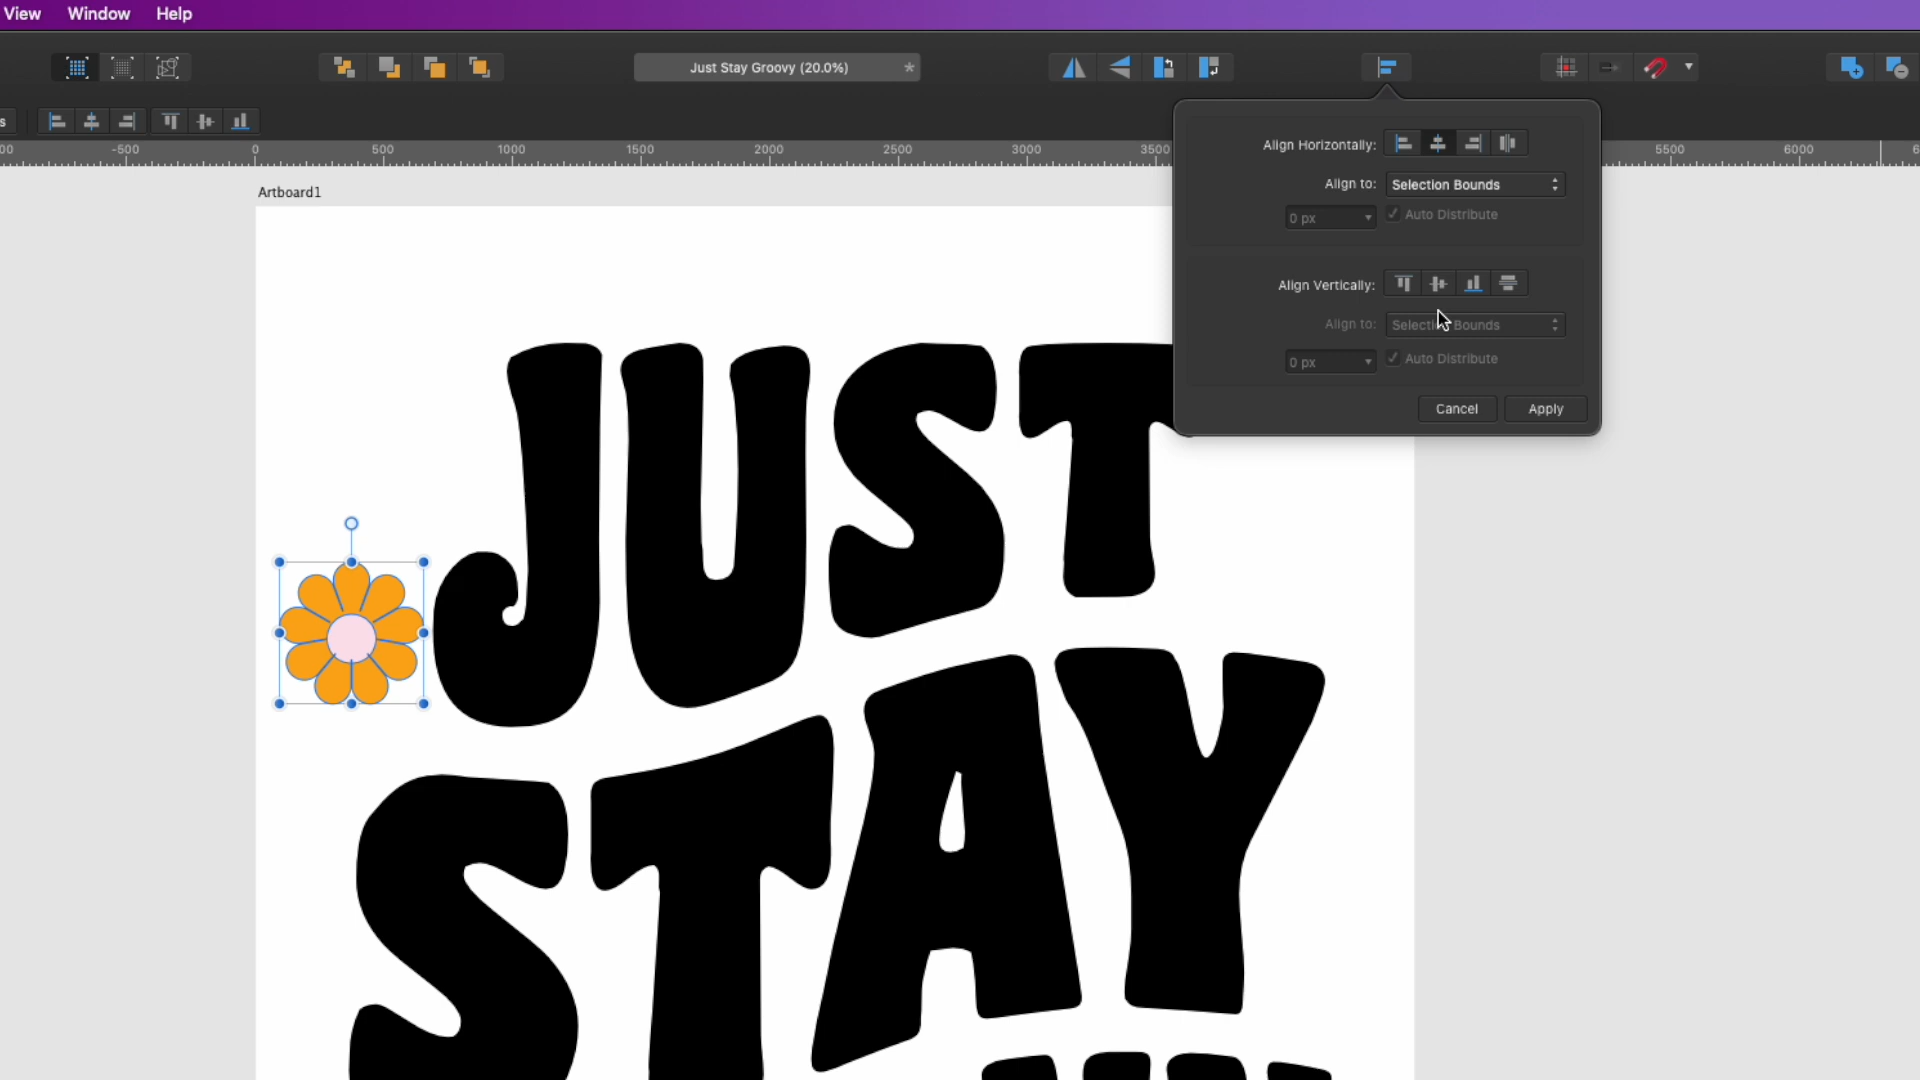 View Window Help
Just Stay Groovy (20.0%) *
s
-500 0 500 1000 1500 2000 2500 3000 3500 5500 6000
Artboard1
Align Horizontally:
Align to: Selection Bounds
0 px Auto Distribute
Align Vertically:
Align to: Bounds
0 px Auto Distribute
Cancel Apply
JUST
STAY